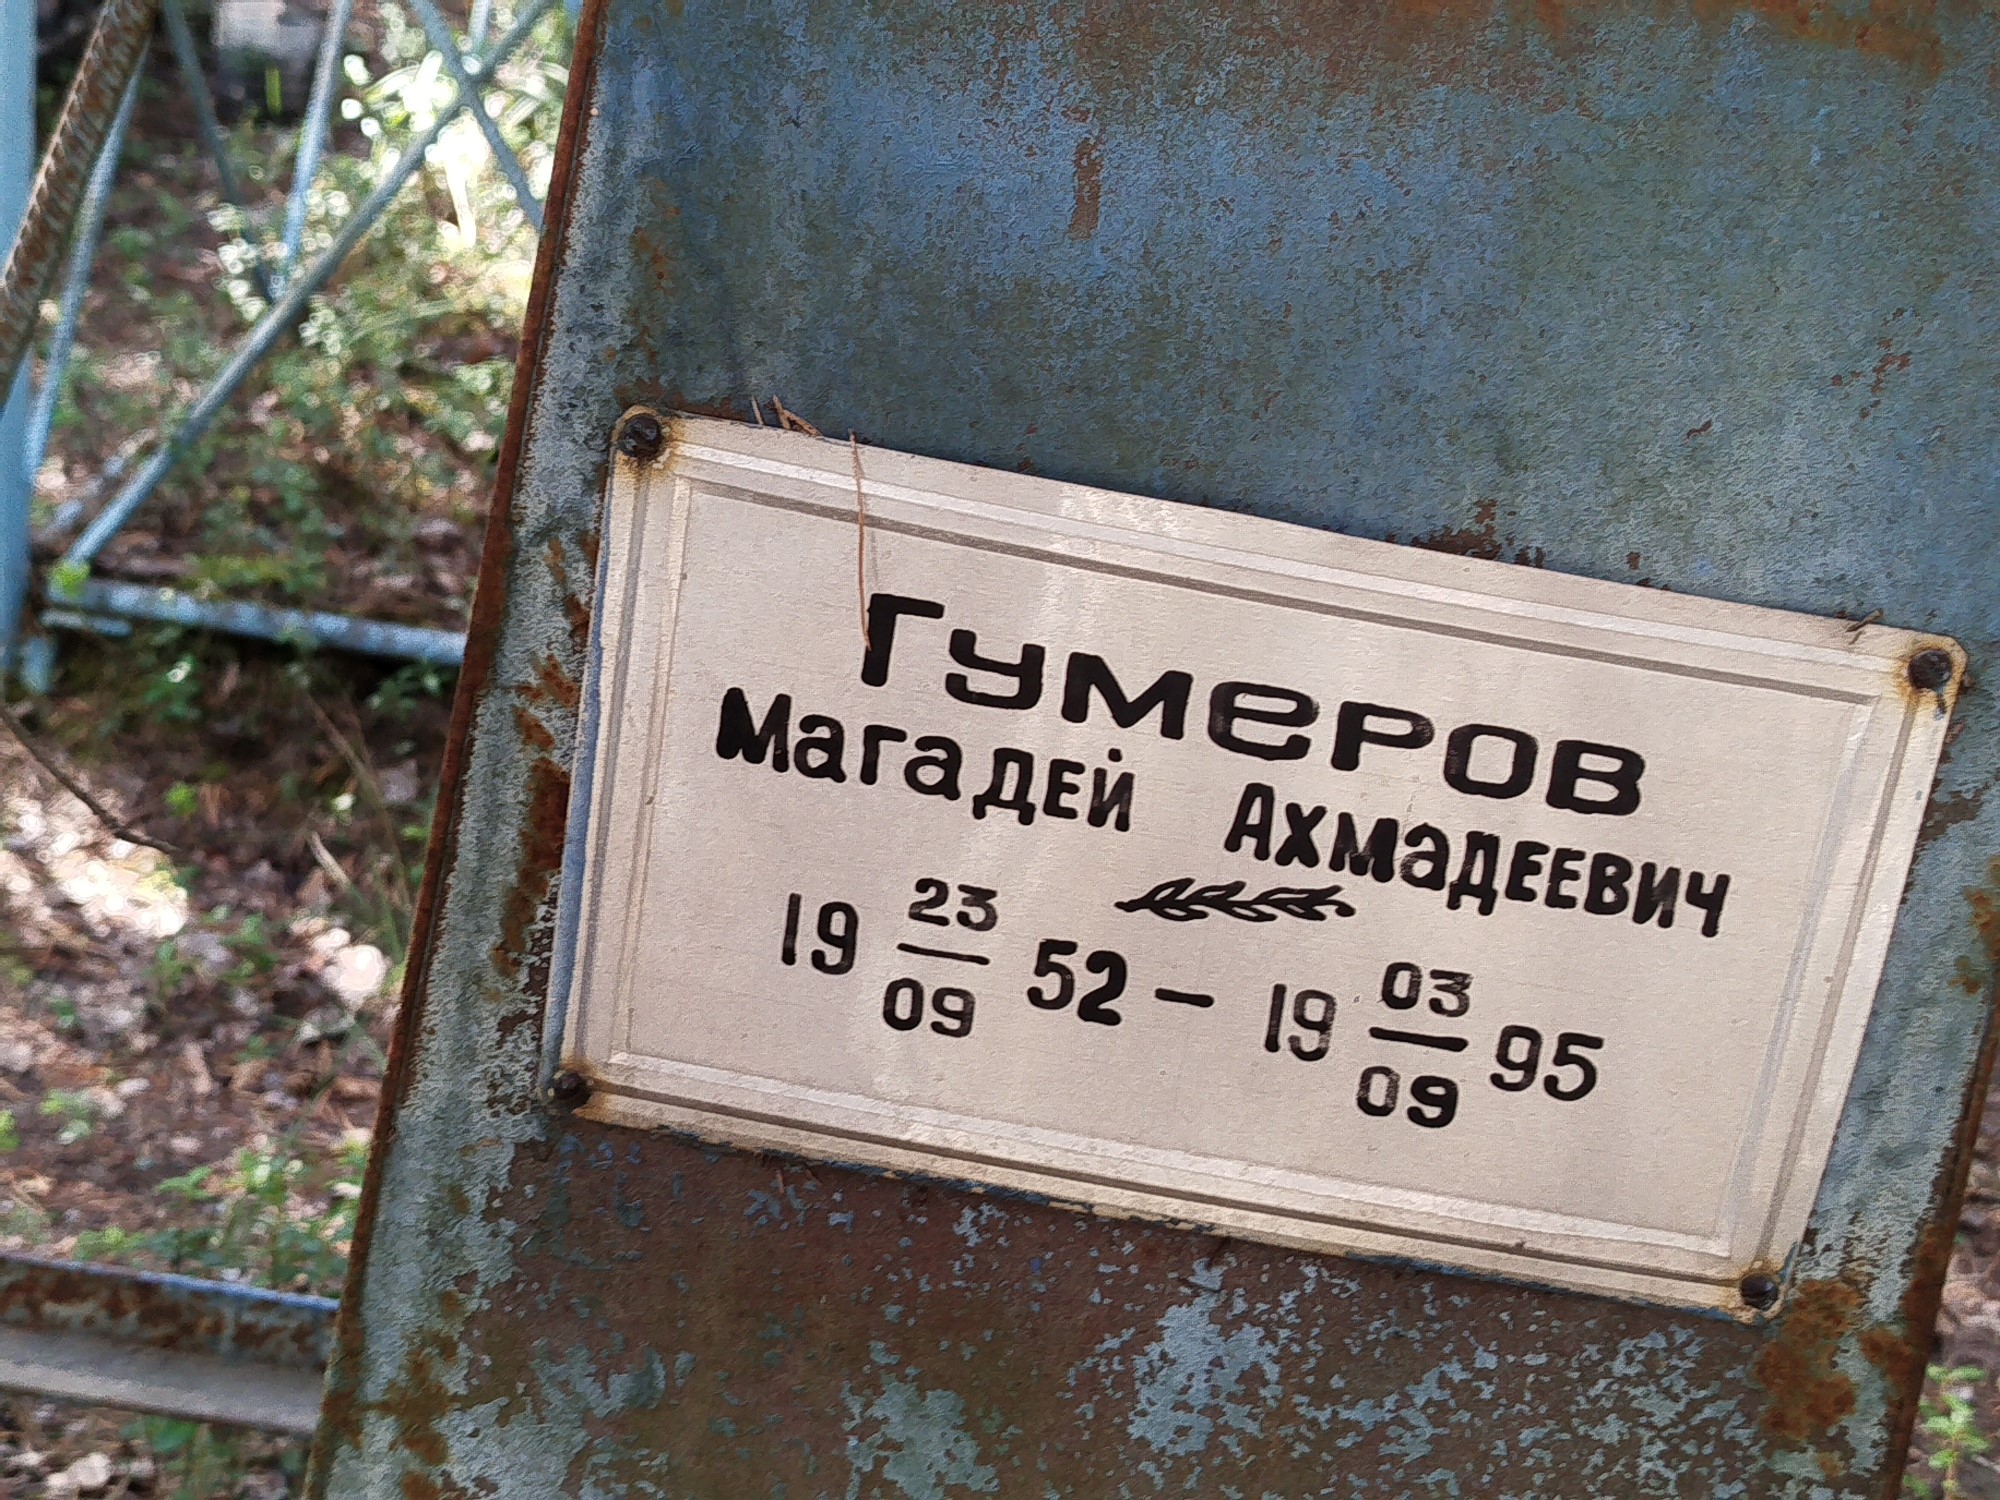 Гумеров
Магадей Ахмадеевич
19 23/09 52 – 19 03/09 95